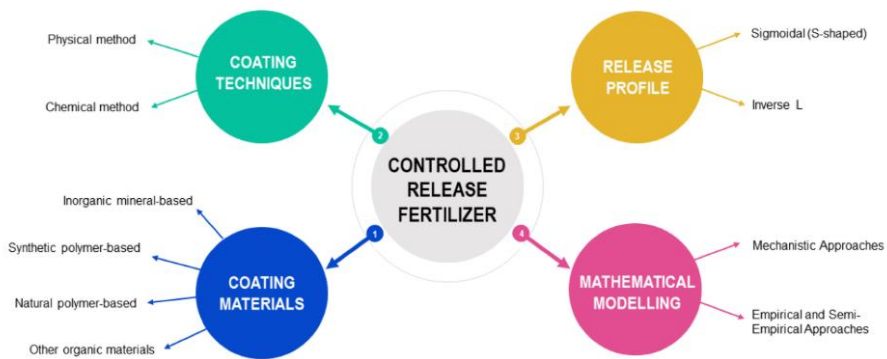 Physical method
Chemical method
COATING
TECHNIQUES
2
Sigmoidal (S-shaped)
Inverse L
RELEASE
PROFILE
3
CONTROLLED
RELEASE
FERTILIZER
Inorganic mineral-based
Synthetic polymer-based
Natural polymer-based
Other organic materials
COATING
MATERIALS
1
4
MATHEMATICAL
MODELLING
Mechanistic Approaches
Empirical and Semi-
Empirical Approaches